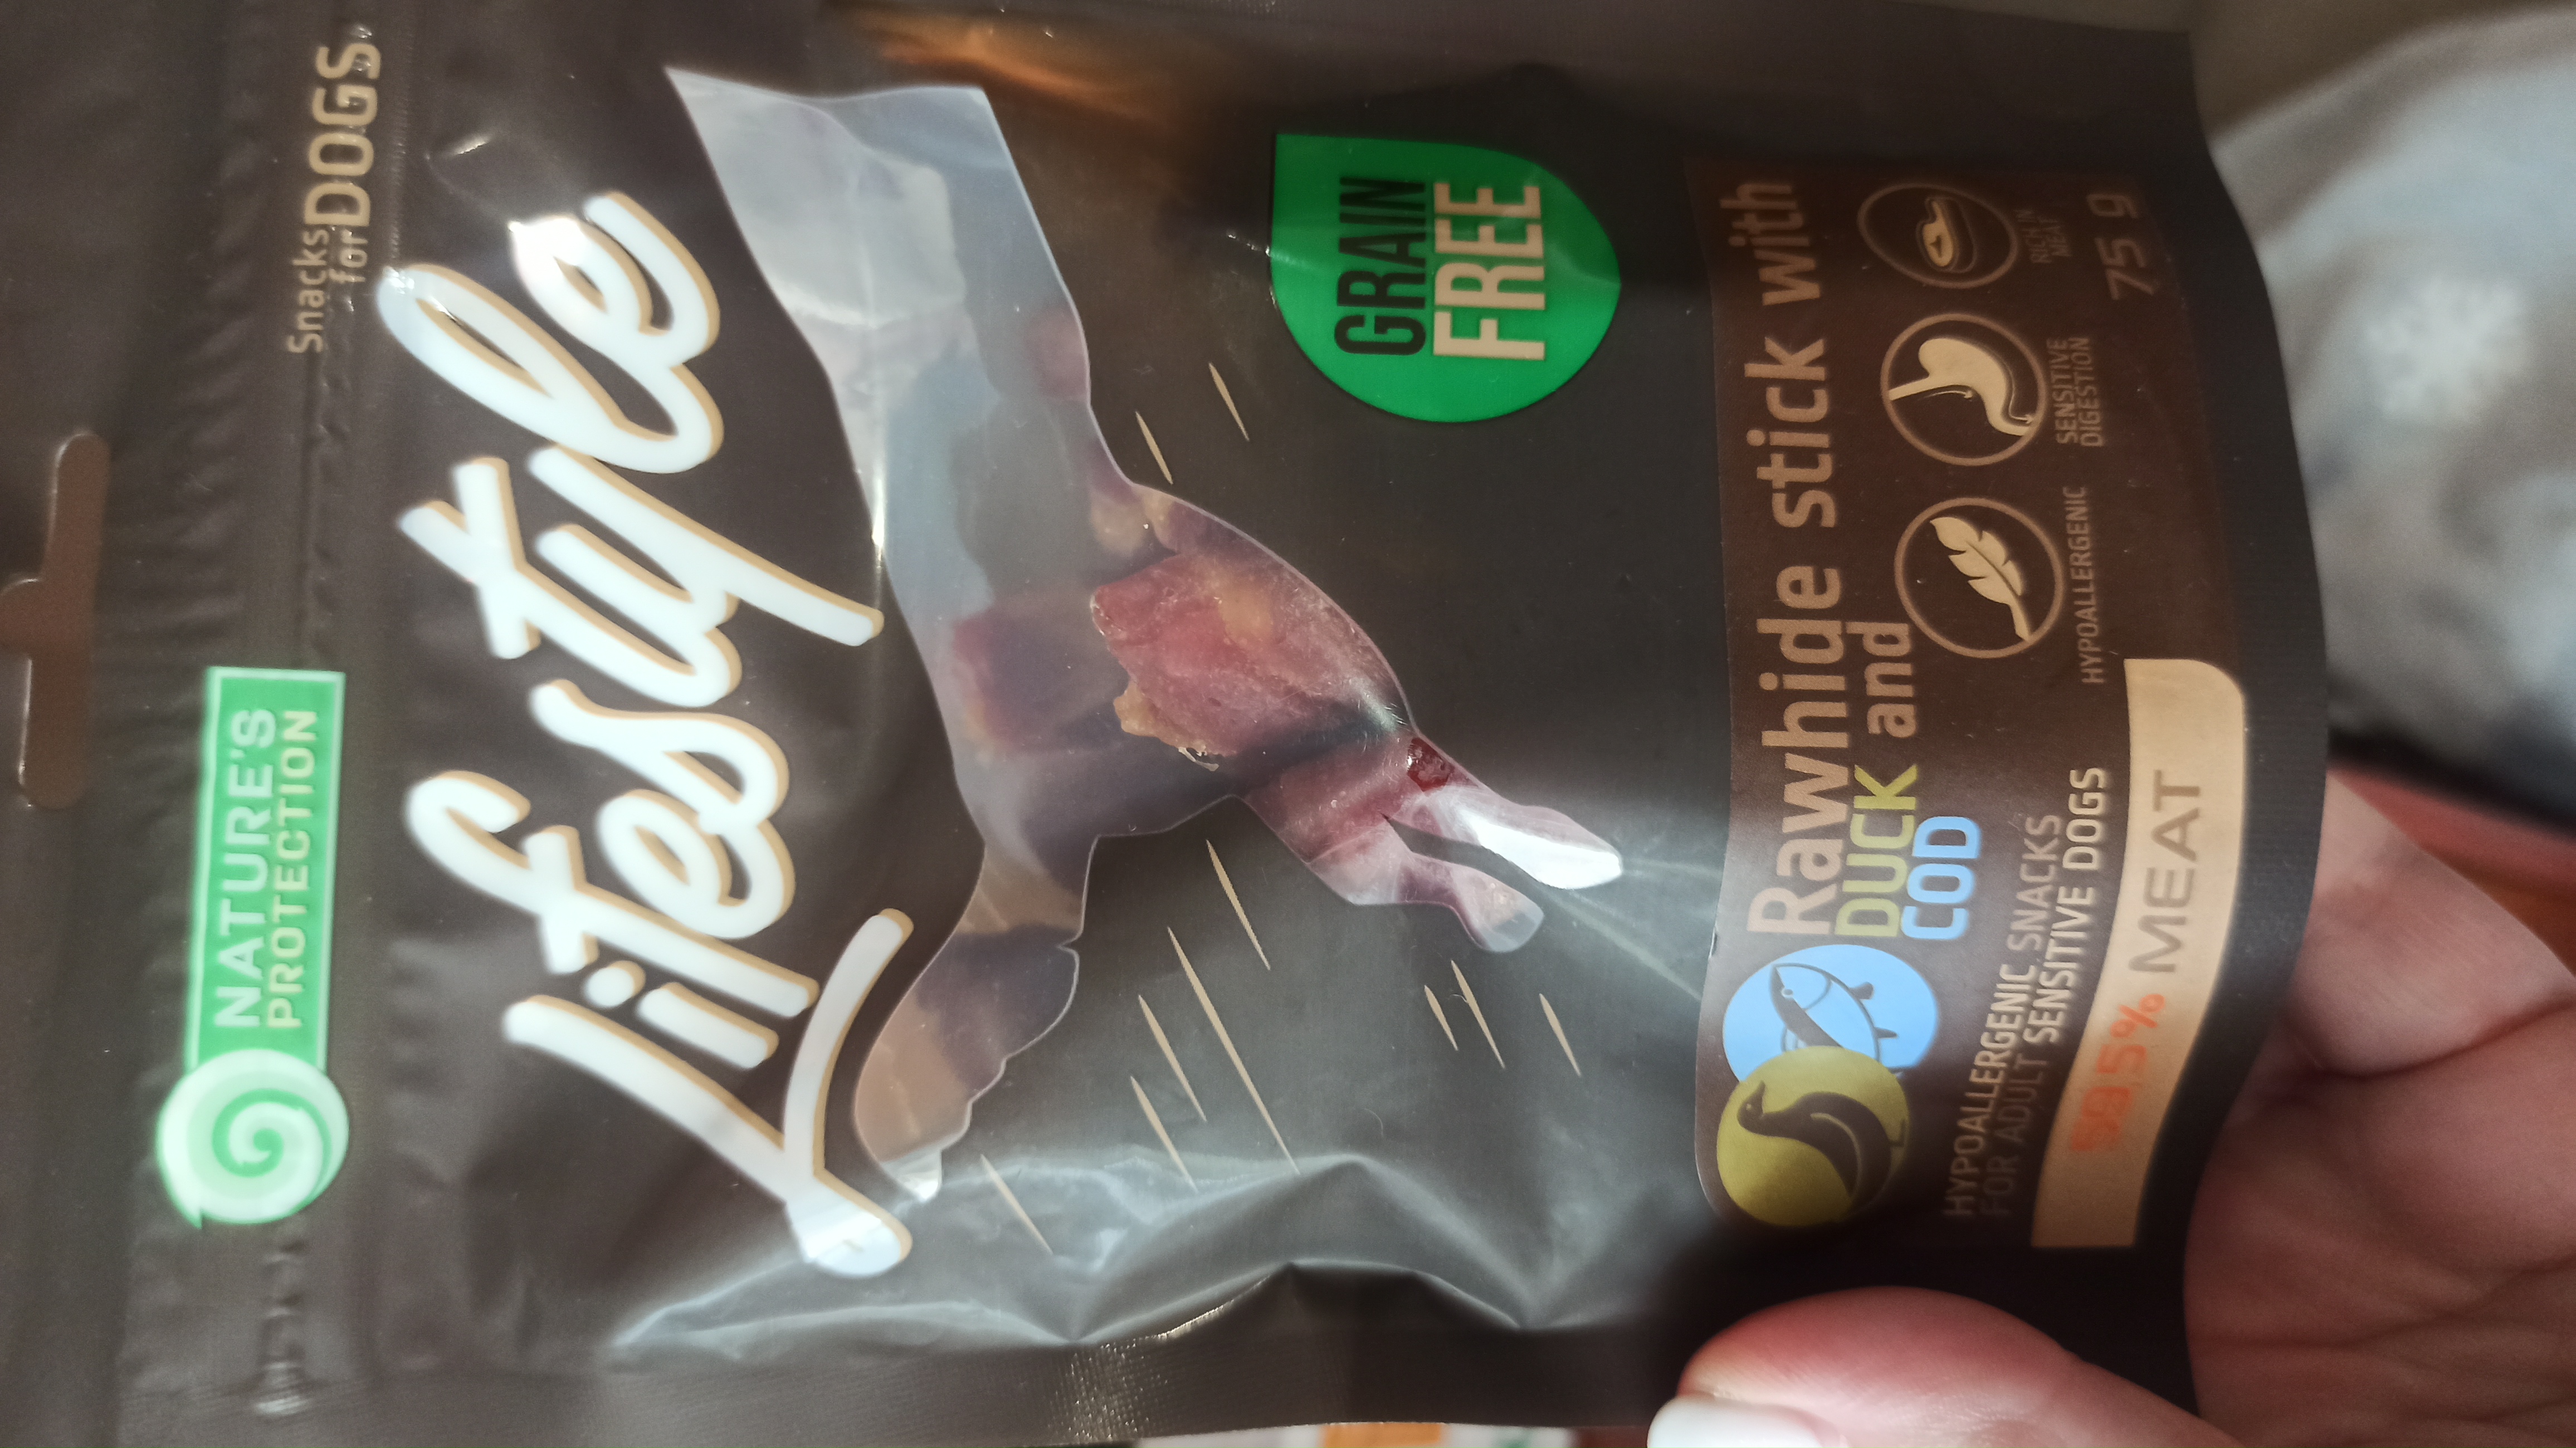 Snacks
for DOGS
NATURE'S
PROTECTION
Lifestyle
GRAIN
FREE
Rawhide stick with
DUCK and
COD
HYPOALLERGENIC SNACKS
FOR ADULT SENSITIVE DOGS
HYPOALLERGENIC
SENSITIVE
DIGESTION
RICH IN
MEAT
MEAT
75 g